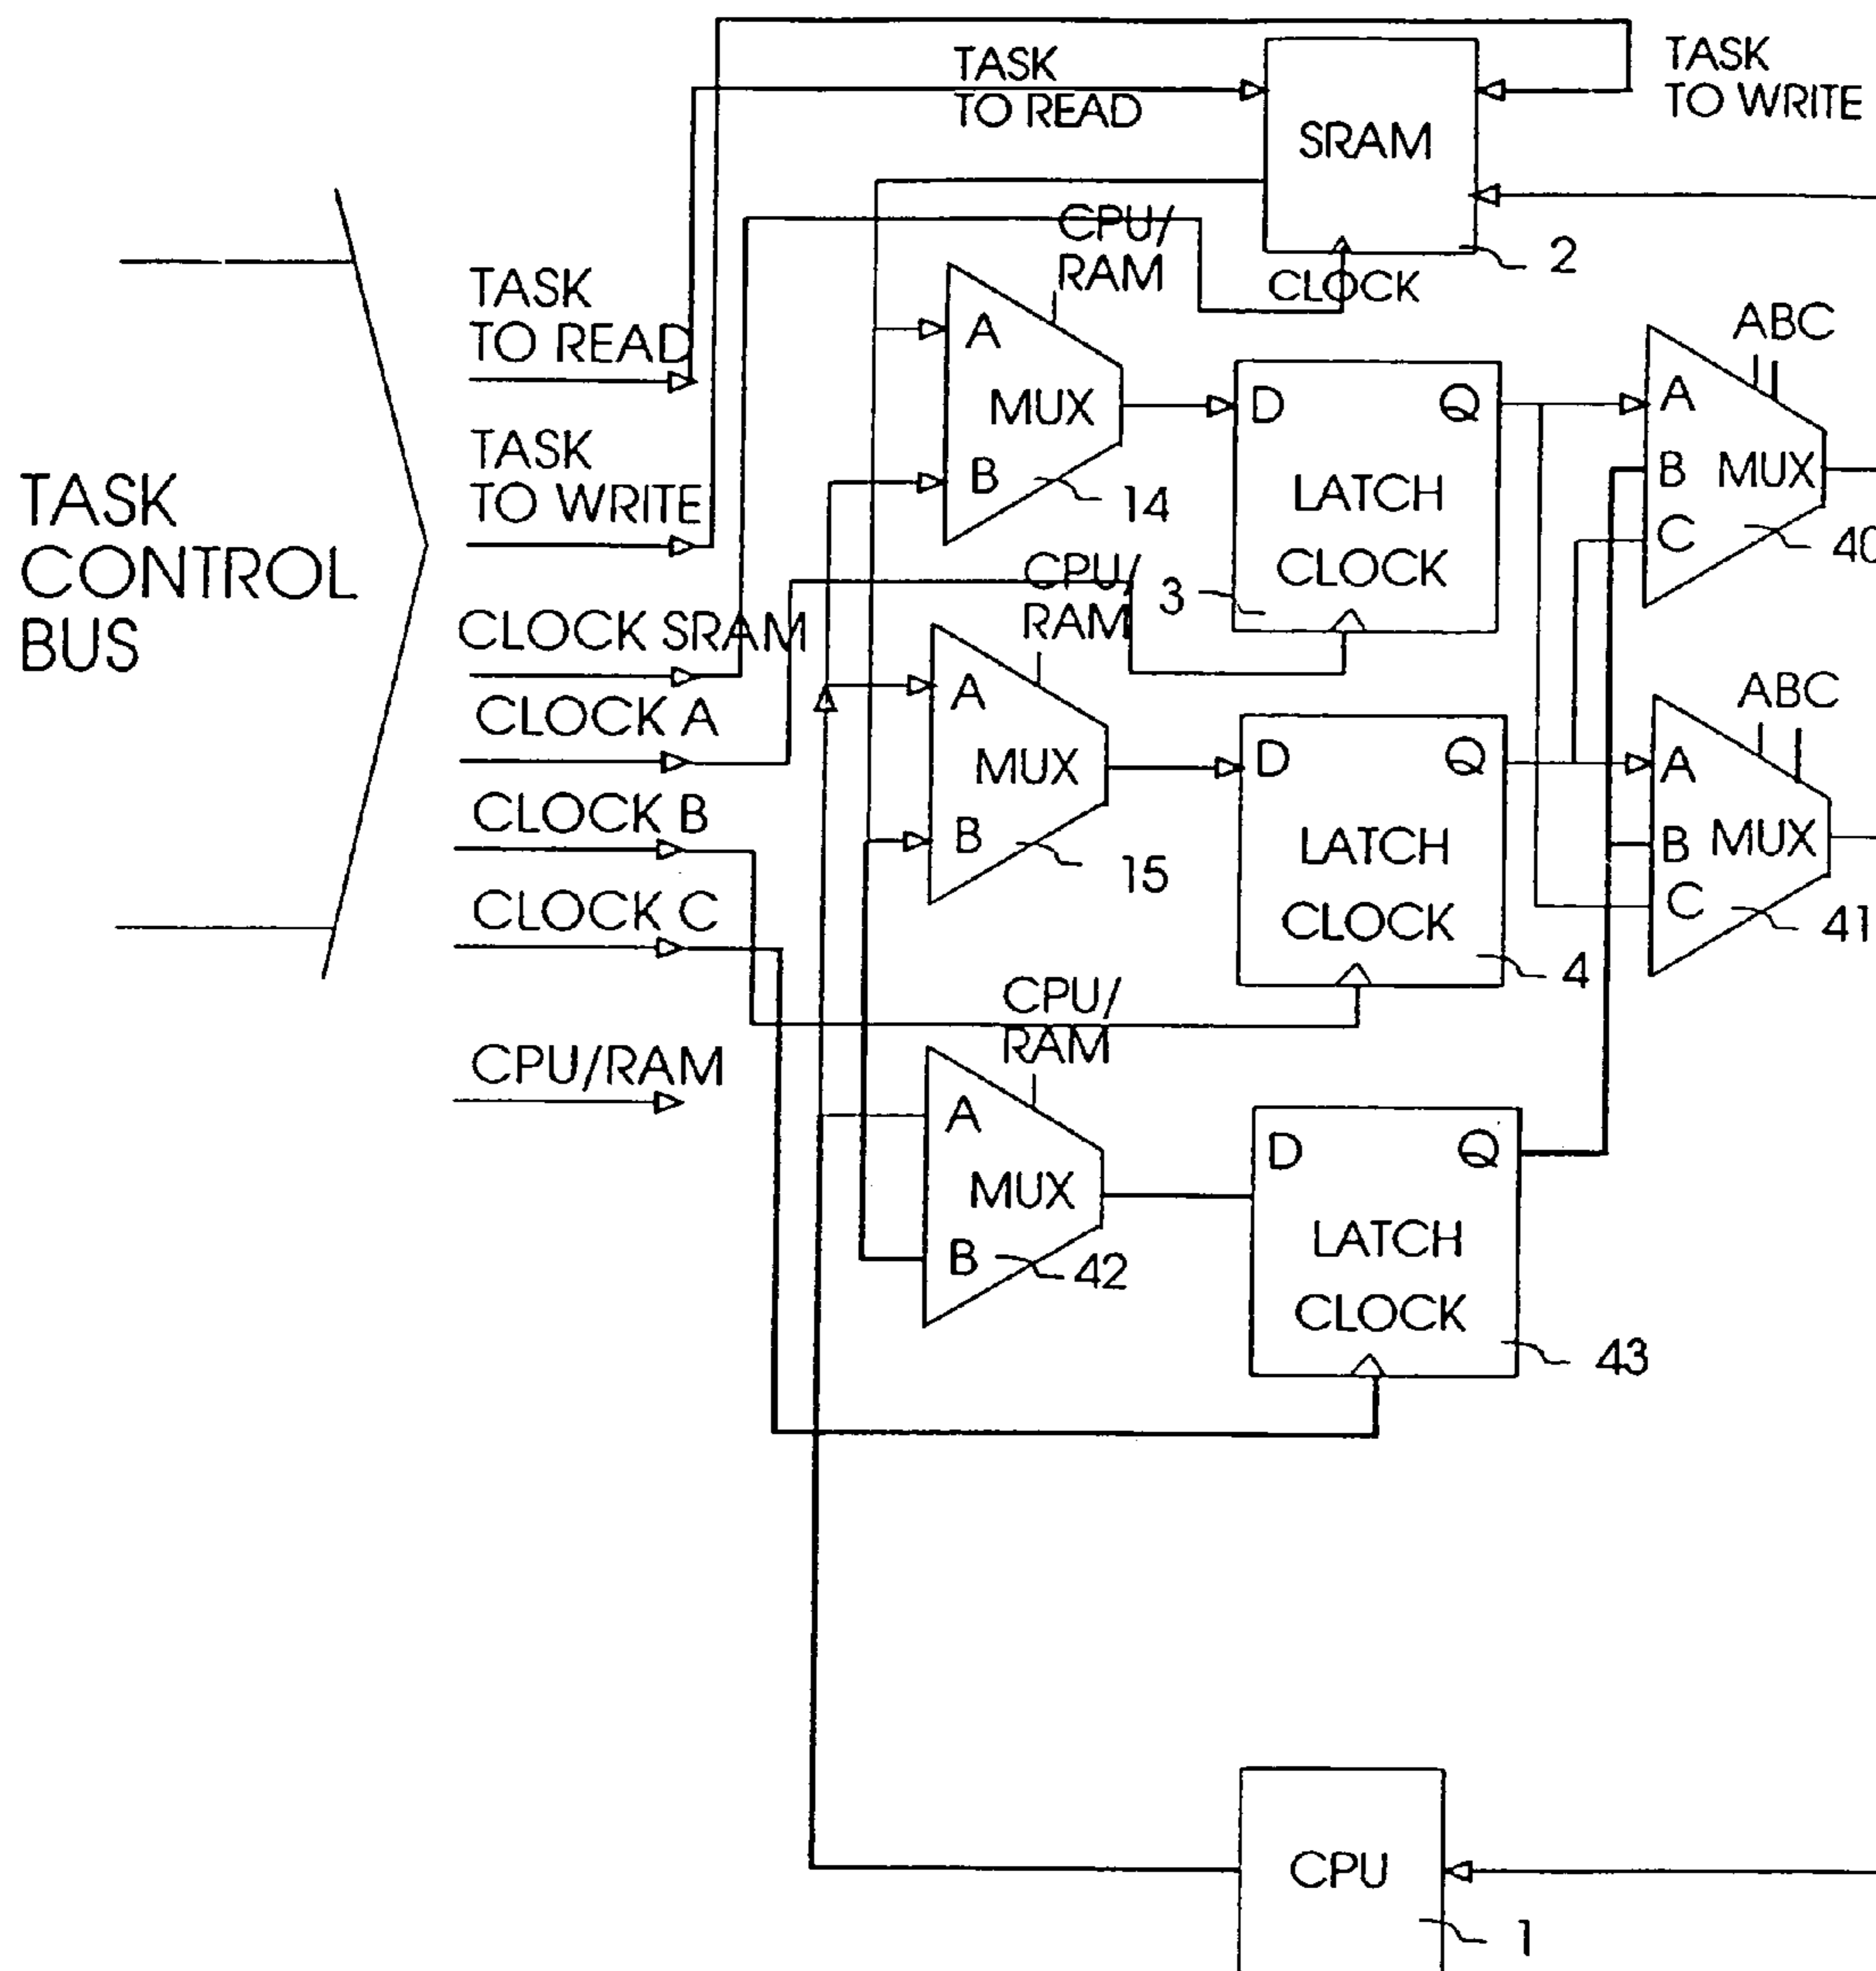 TASK
TO READ
TASK
TO WRITE
SRAM
2
CLOCK
TASK
CONTROL
BUS
TASK
TO READ
TASK
TO WRITE
CLOCK SRAM
CLOCK A
CLOCK B
CLOCK C
CPU/RAM
CPU/
RAM
A
MUX
B
14
D
Q
LATCH
CLOCK
3
ABC
A
B
MUX
C
40
CPU/
RAM
A
MUX
B
15
D
Q
LATCH
CLOCK
4
ABC
A
B
MUX
C
41
CPU/
RAM
A
MUX
B
42
D
Q
LATCH
CLOCK
43
CPU
1